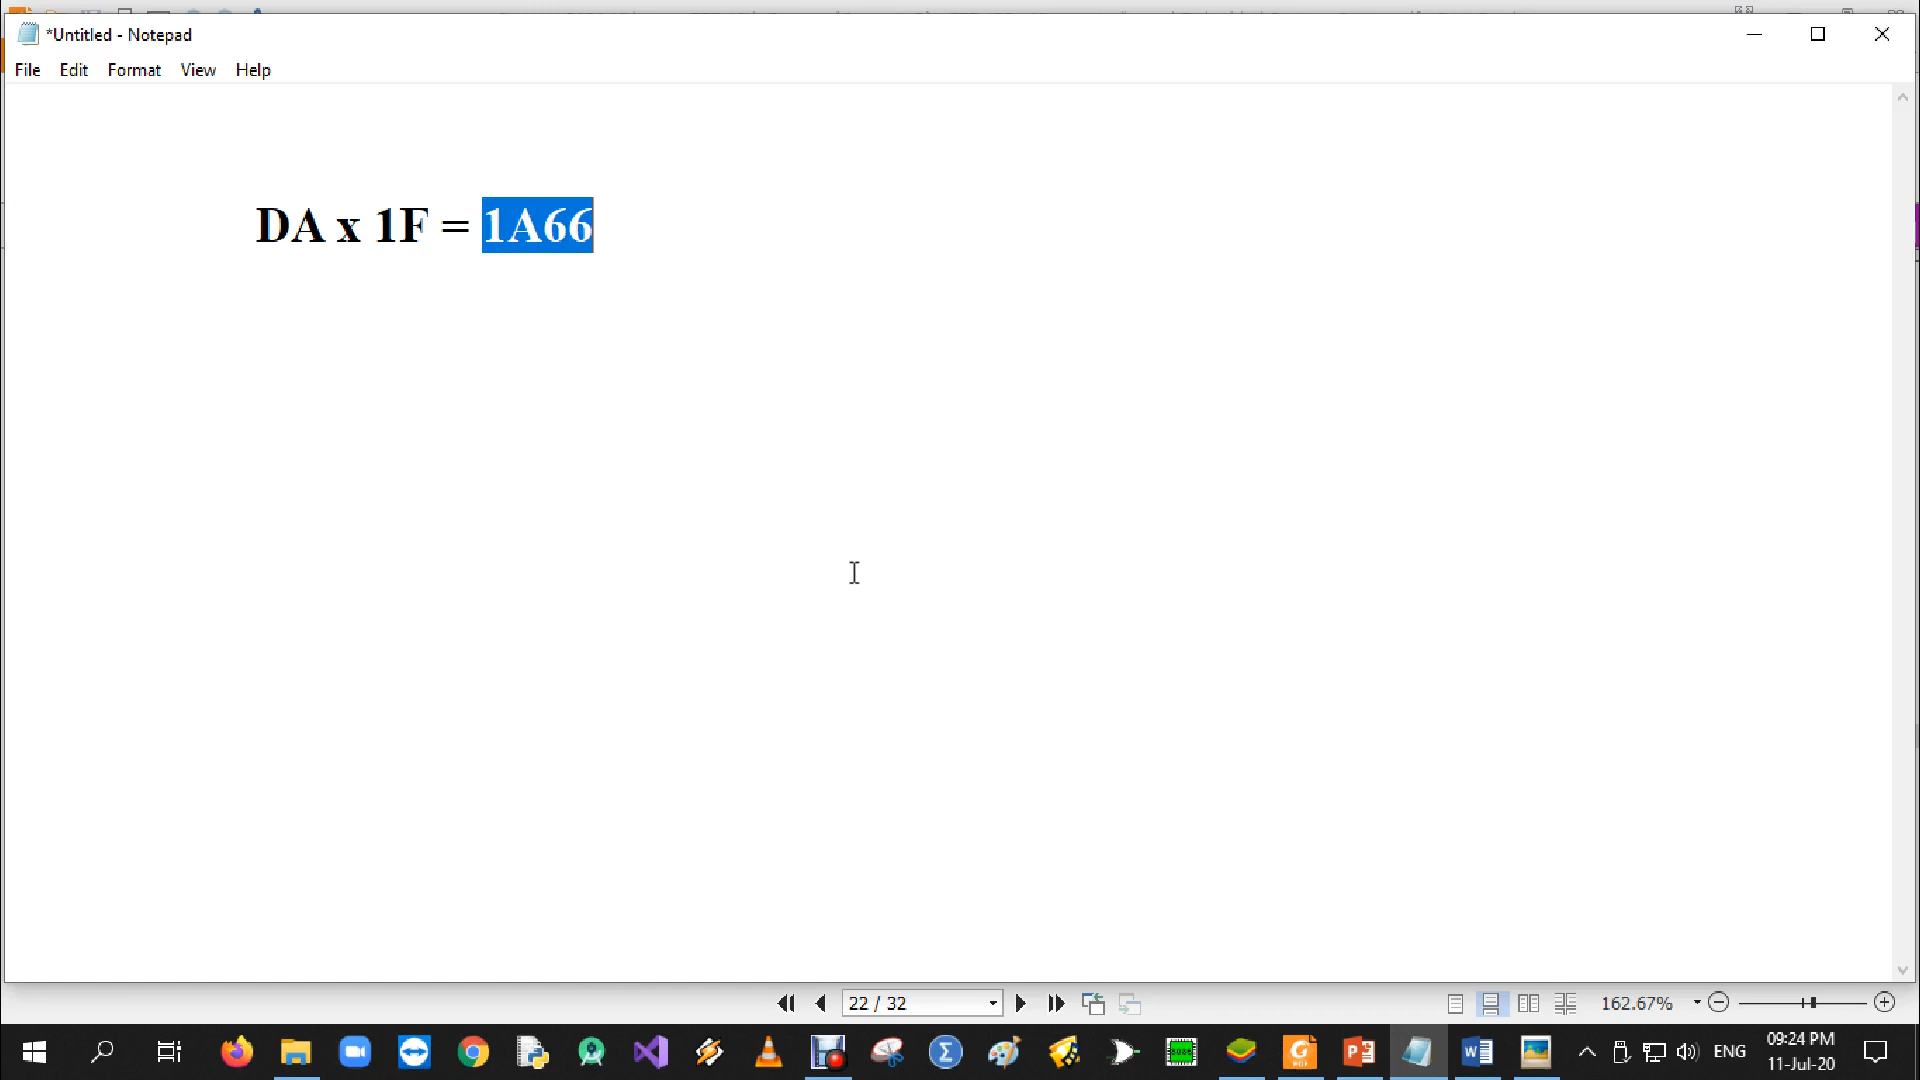 *Untitled - Notepad
File Edit Format View Help
DA x 1F = 1A66
22 / 32
162.67%
ENG
09:24 PM
11-Jul-20